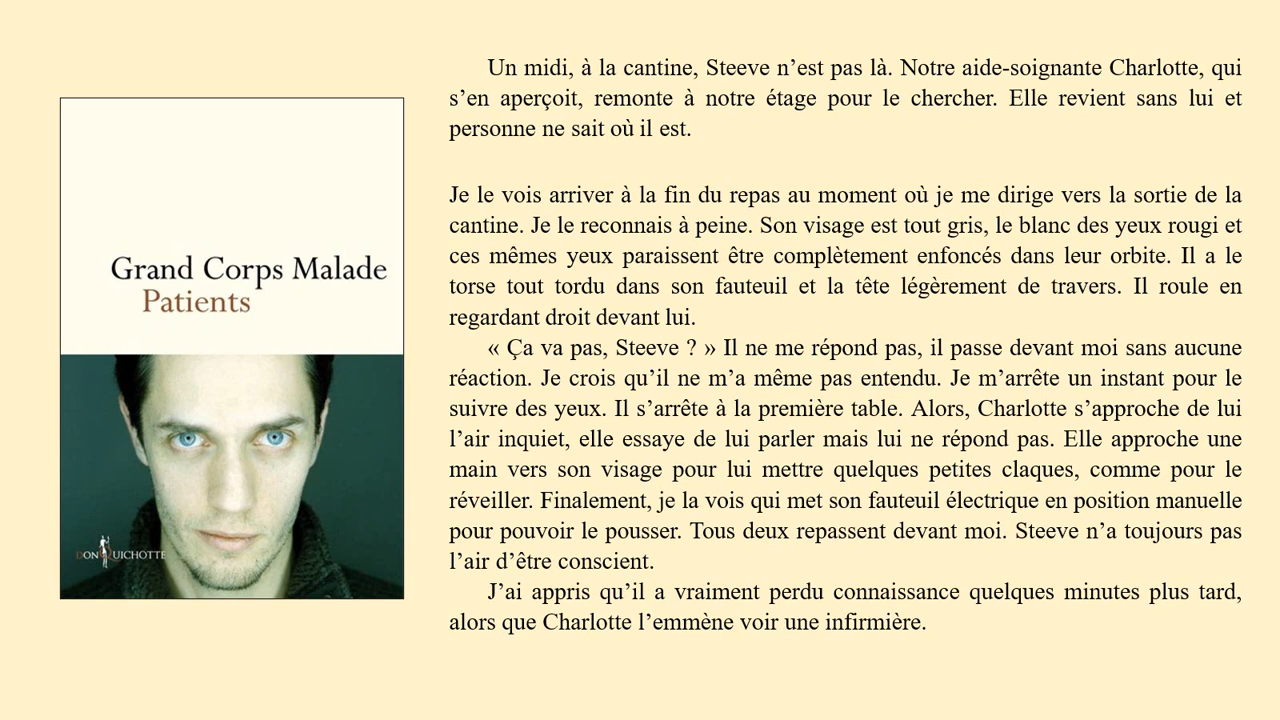 Grand Corps Malade
Patients
DON QUICHOTTE
Un midi, à la cantine, Steeve n’est pas là. Notre aide-soignante Charlotte, qui
s’en aperçoit, remonte à notre étage pour le chercher. Elle revient sans lui et
personne ne sait où il est.
Je le vois arriver à la fin du repas au moment où je me dirige vers la sortie de la
cantine. Je le reconnais à peine. Son visage est tout gris, le blanc des yeux rougi et
ces mêmes yeux paraissent être complètement enfoncés dans leur orbite. Il a le
torse tout tordu dans son fauteuil et la tête légèrement de travers. Il roule en
regardant droit devant lui.
« Ça va pas, Steeve ? » Il ne me répond pas, il passe devant moi sans aucune
réaction. Je crois qu’il ne m’a même pas entendu. Je m’arrête un instant pour le
suivre des yeux. Il s’arrête à la première table. Alors, Charlotte s’approche de lui
l’air inquiet, elle essaye de lui parler mais lui ne répond pas. Elle approche une
main vers son visage pour lui mettre quelques petites claques, comme pour le
réveiller. Finalement, je la vois qui met son fauteuil électrique en position manuelle
pour pouvoir le pousser. Tous deux repassent devant moi. Steeve n’a toujours pas
l’air d’être conscient.
J’ai appris qu’il a vraiment perdu connaissance quelques minutes plus tard,
alors que Charlotte l’emmène voir une infirmière.